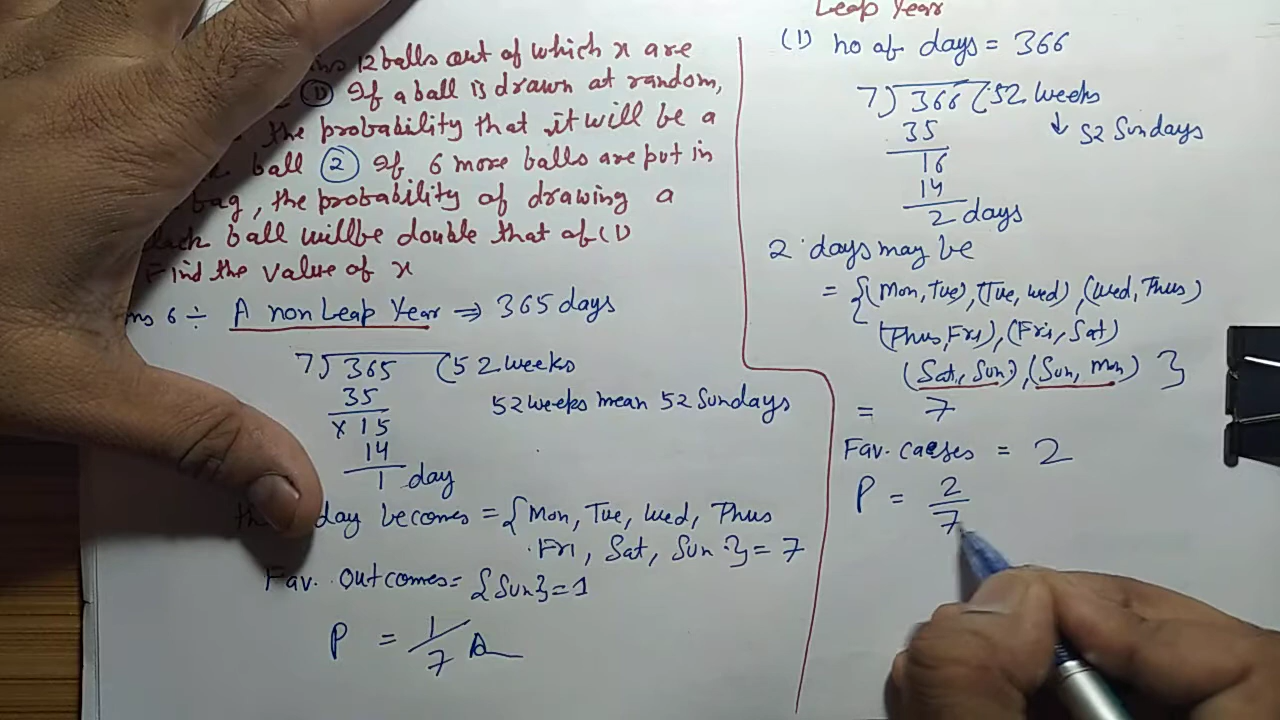 12 balls out of which x are
① If a ball is drawn at random,
the probability that it will be a
ball ② If 6 more balls are put in
bag, the probability of drawing a
ball will be double that of (1)
Find the value of x
6 ÷ A non Leap Year ⇒ 365 days
7) 365 (52 weeks
35
x 15
14
1 day
52 weeks mean 52 Sundays
day becomes = {Mon, Tue, Wed, Thus
Fri, Sat, Sun } = 7
Fav. Outcomes = {Sun} = 1
P = 1/7
Leap Year
(1) no of days = 366
7) 366 (52 weeks
↓ 52 Sundays
35
16
14
2 days
2 days may be
= {(Mon, Tue), (Tue, Wed), (Wed, Thus)
(Thus, Fri), (Fri, Sat)
(Sat, Sun), (Sun, Mon) }
= 7
Fav. cases = 2
P = 2/7